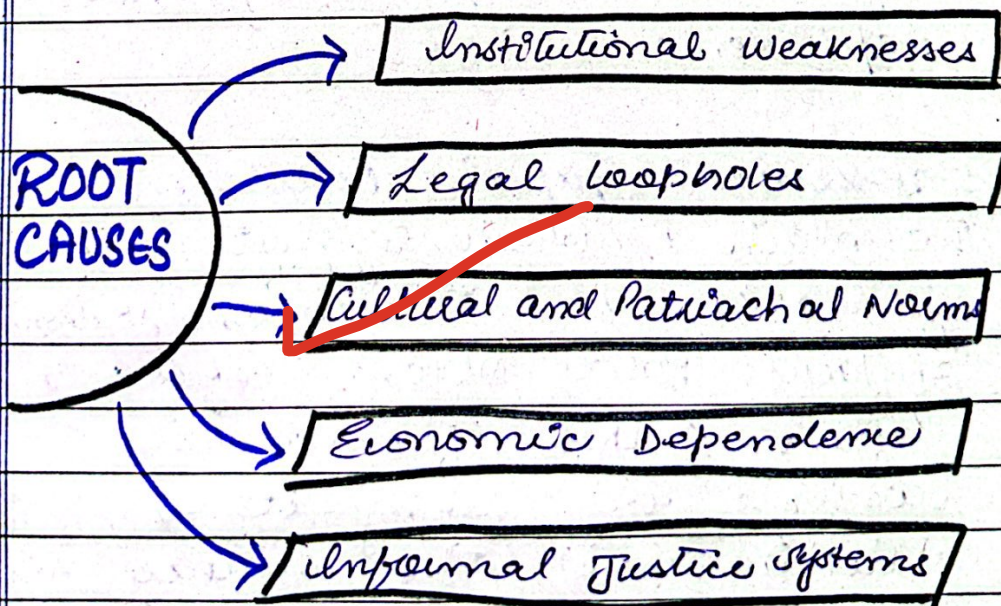 Institutional Weaknesses
ROOT
CAUSES
Legal loopholes
Cultural and Patriachal Norms
Economic Dependence
Informal Justice Systems